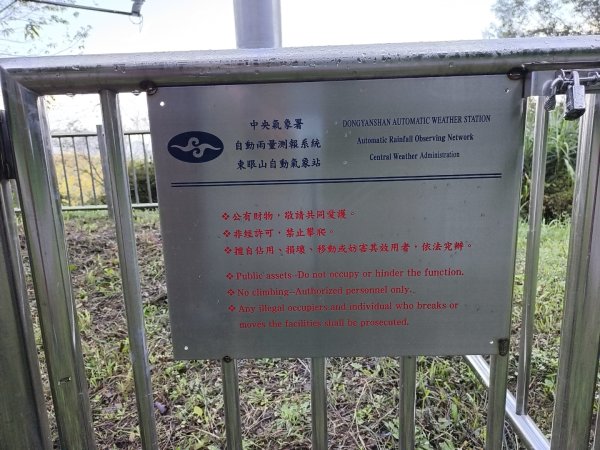 中央氣象署
自動雨量測報系統
東眼山自動氣象站
DONGYANSHAN AUTOMATIC WEATHER STATION
Automatic Rainfall Observing Network
Central Weather Administration
❖公有財物，敬請共同愛護。
❖非經許可，禁止攀爬。
❖擅自佔用、損壞、移動或妨害其效用者，依法究辦。
❖Public assets--Do not occupy or hinder the function.
❖No climbing--Authorized personnel only.
❖Any illegal occupiers and individual who breaks or
moves the facilities shall be prosecuted.